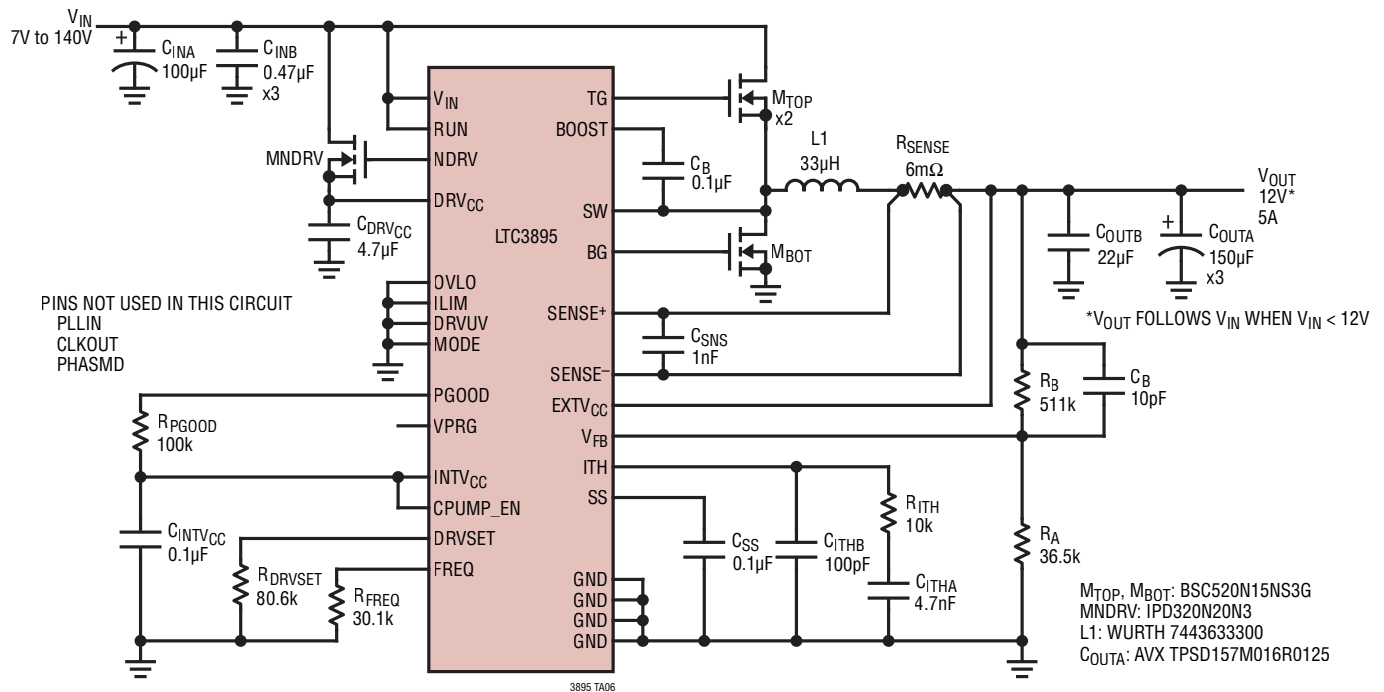 VIN
7V to 140V
+
CINA
100µF
CINB
0.47µF
x3
MNDRV
CDRVCC
4.7µF
PINS NOT USED IN THIS CIRCUIT
PLLIN
CLKOUT
PHASMD
RPGOOD
100k
CINTVCC
0.1µF
RDRVSET
80.6k
RFREQ
30.1k
VIN
RUN
NDRV
DRVCC
OVLO
ILIM
DRVUV
MODE
PGOOD
VPRG
INTVCC
CPUMP_EN
DRVSET
FREQ
LTC3895
TG
BOOST
SW
BG
SENSE+
SENSE–
EXTVCC
VFB
ITH
SS
GND
GND
GND
GND
MTOP
x2
CB
0.1µF
MBOT
L1
33µH
RSENSE
6mΩ
CSNS
1nF
VOUT
12V*
5A
COUTB
22µF
+
COUTA
150µF
x3
*VOUT FOLLOWS VIN WHEN VIN < 12V
RB
511k
CB
10pF
RITH
10k
CSS
0.1µF
CITHB
100pF
CITHA
4.7nF
RA
36.5k
MTOP, MBOT: BSC520N15NS3G
MNDRV: IPD320N20N3
L1: WURTH 7443633300
COUTA: AVX TPSD157M016R0125
3895 TA06